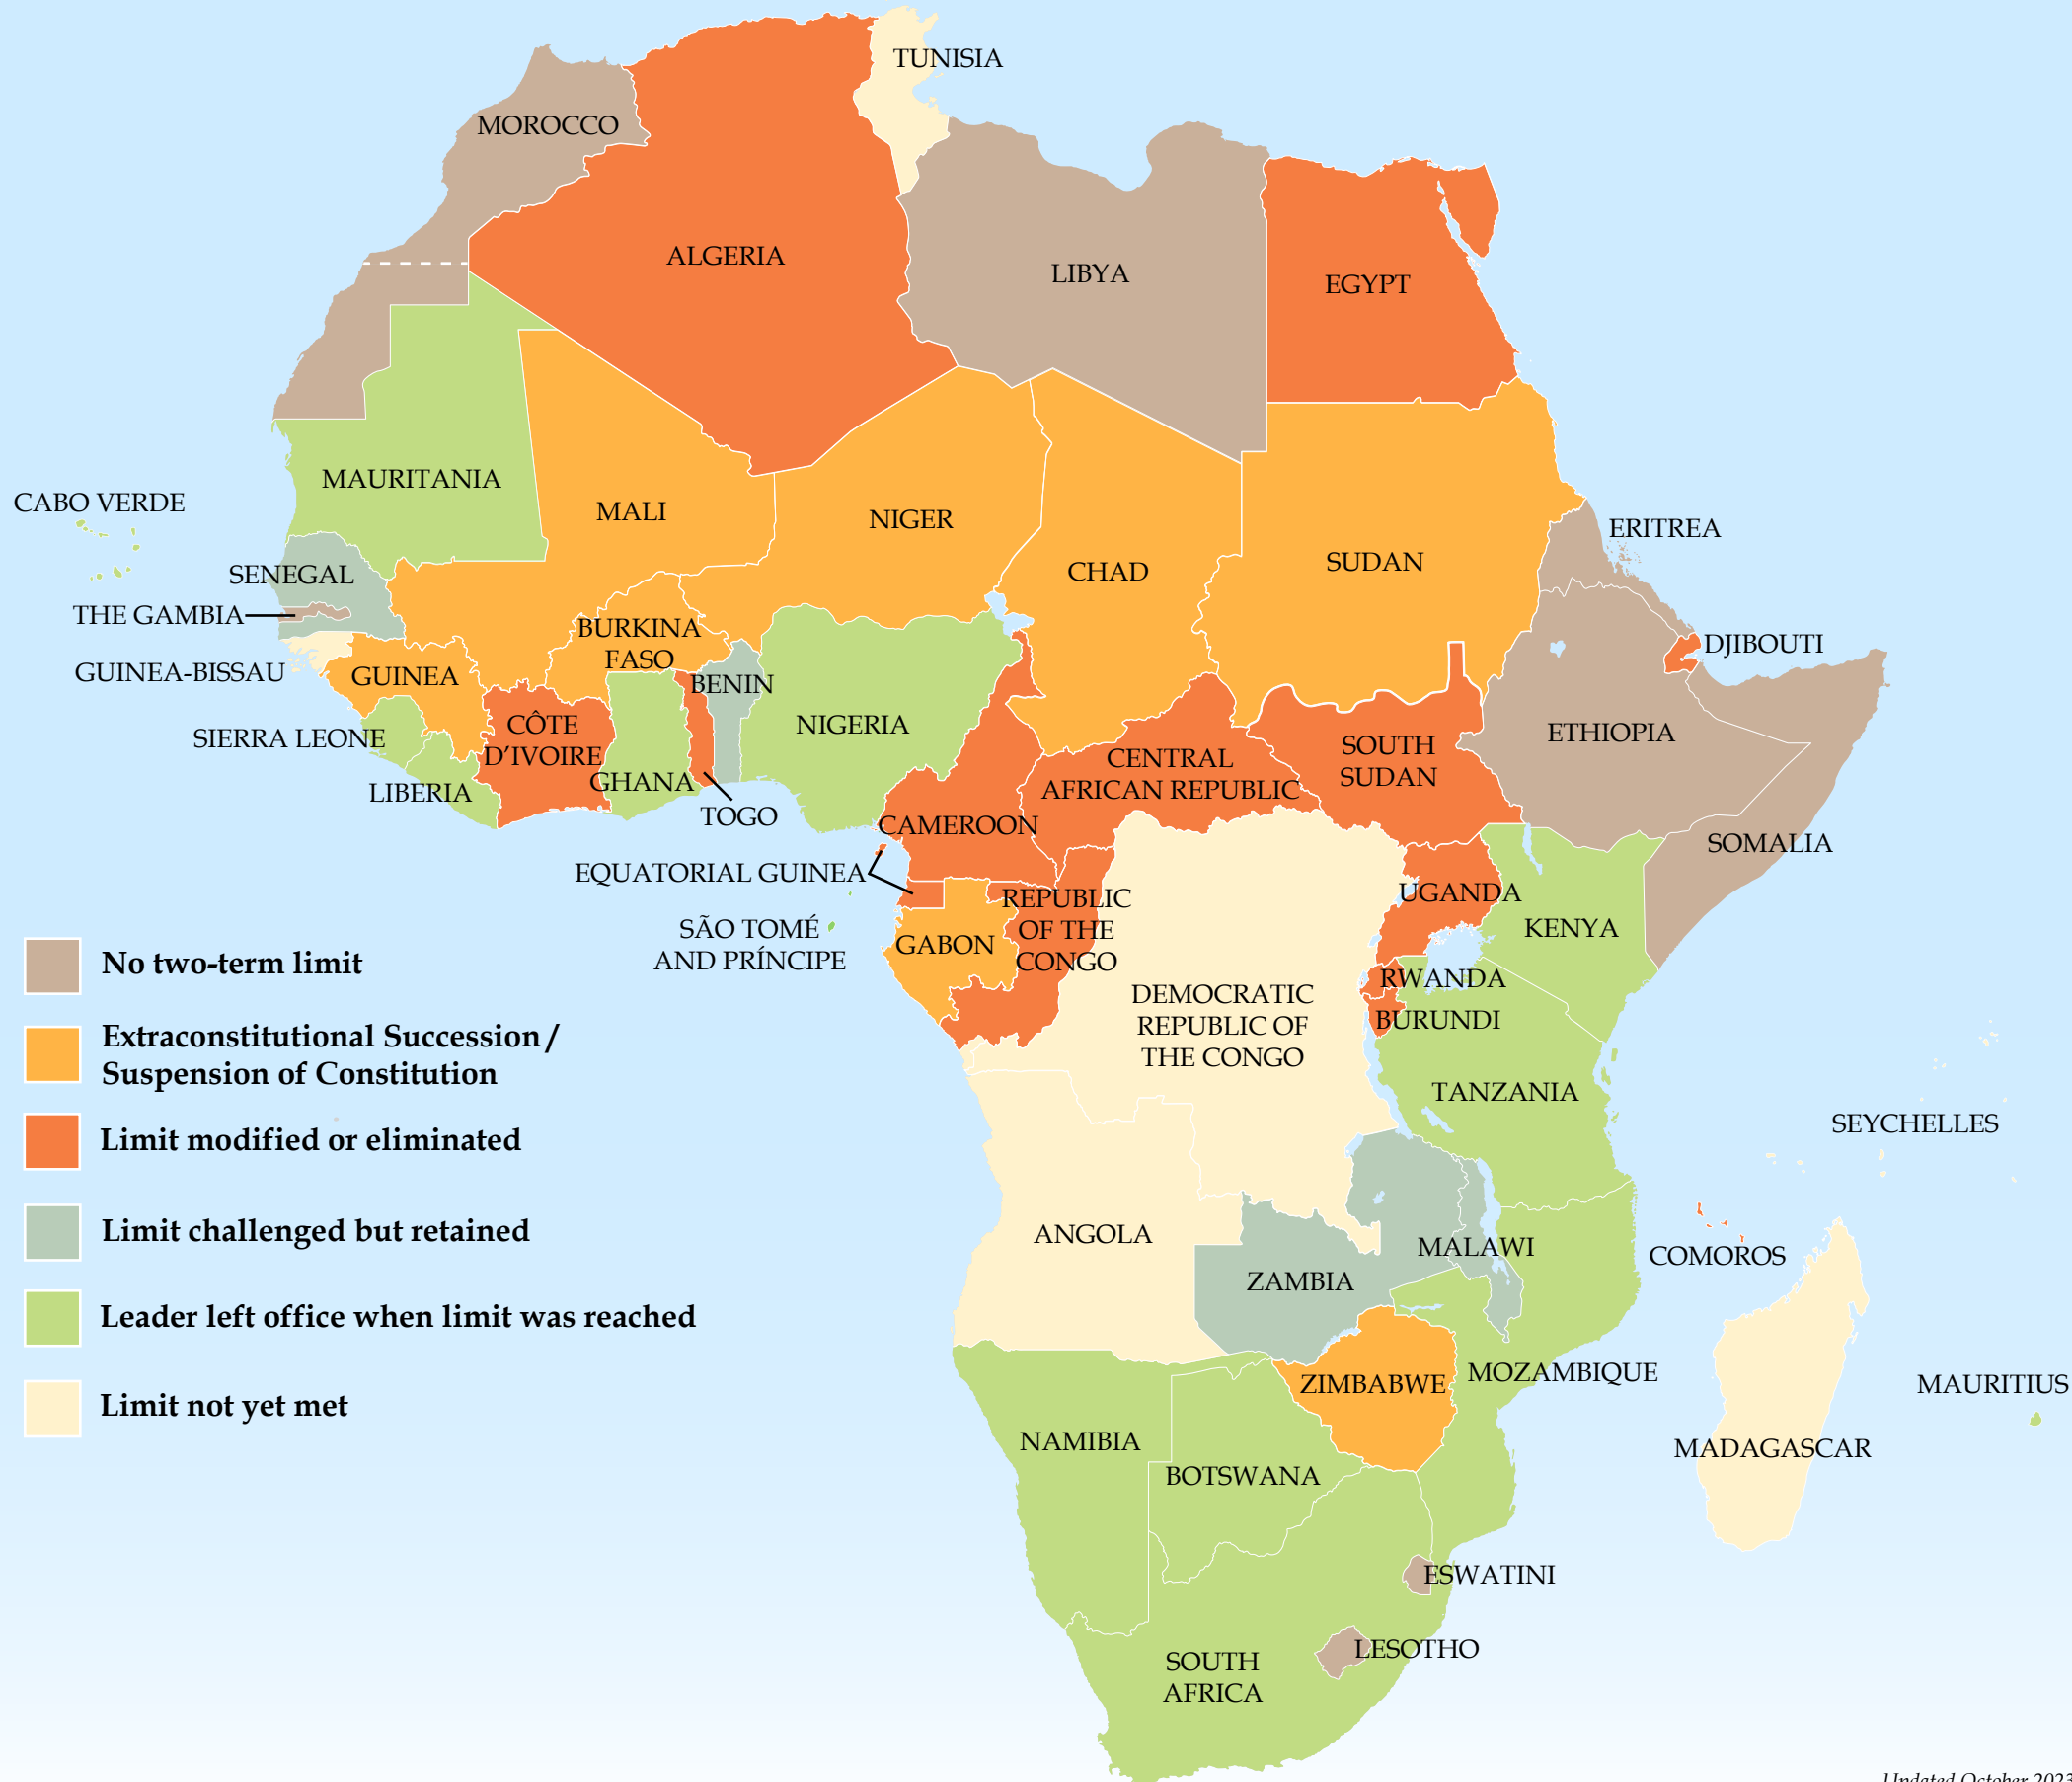 TUNISIA
MOROCCO
ALGERIA
LIBYA
EGYPT
MAURITANIA
CABO VERDE
MALI
NIGER
ERITREA
SUDAN
CHAD
SENEGAL
THE GAMBIA
BURKINA
FASO
DJIBOUTI
GUINEA-BISSAU
GUINEA
BENIN
CÔTE
D’IVOIRE
NIGERIA
ETHIOPIA
SIERRA LEONE
SOUTH
SUDAN
CENTRAL
AFRICAN REPUBLIC
GHANA
LIBERIA
TOGO
CAMEROON
SOMALIA
EQUATORIAL GUINEA
UGANDA
REPUBLIC
OF THE
CONGO
KENYA
SÃO TOMÉ
AND PRÍNCIPE
GABON
No two-term limit
RWANDA
DEMOCRATIC
REPUBLIC OF
THE CONGO
BURUNDI
Extraconstitutional Succession/
Suspension of Constitution
TANZANIA
SEYCHELLES
Limit modified or eliminated
Limit challenged but retained
ANGOLA
MALAWI
COMOROS
ZAMBIA
Leader left office when limit was reached
MOZAMBIQUE
ZIMBABWE
MAURITIUS
Limit not yet met
NAMIBIA
MADAGASCAR
BOTSWANA
ESWATINI
LESOTHO
SOUTH
AFRICA
Updated October 2023